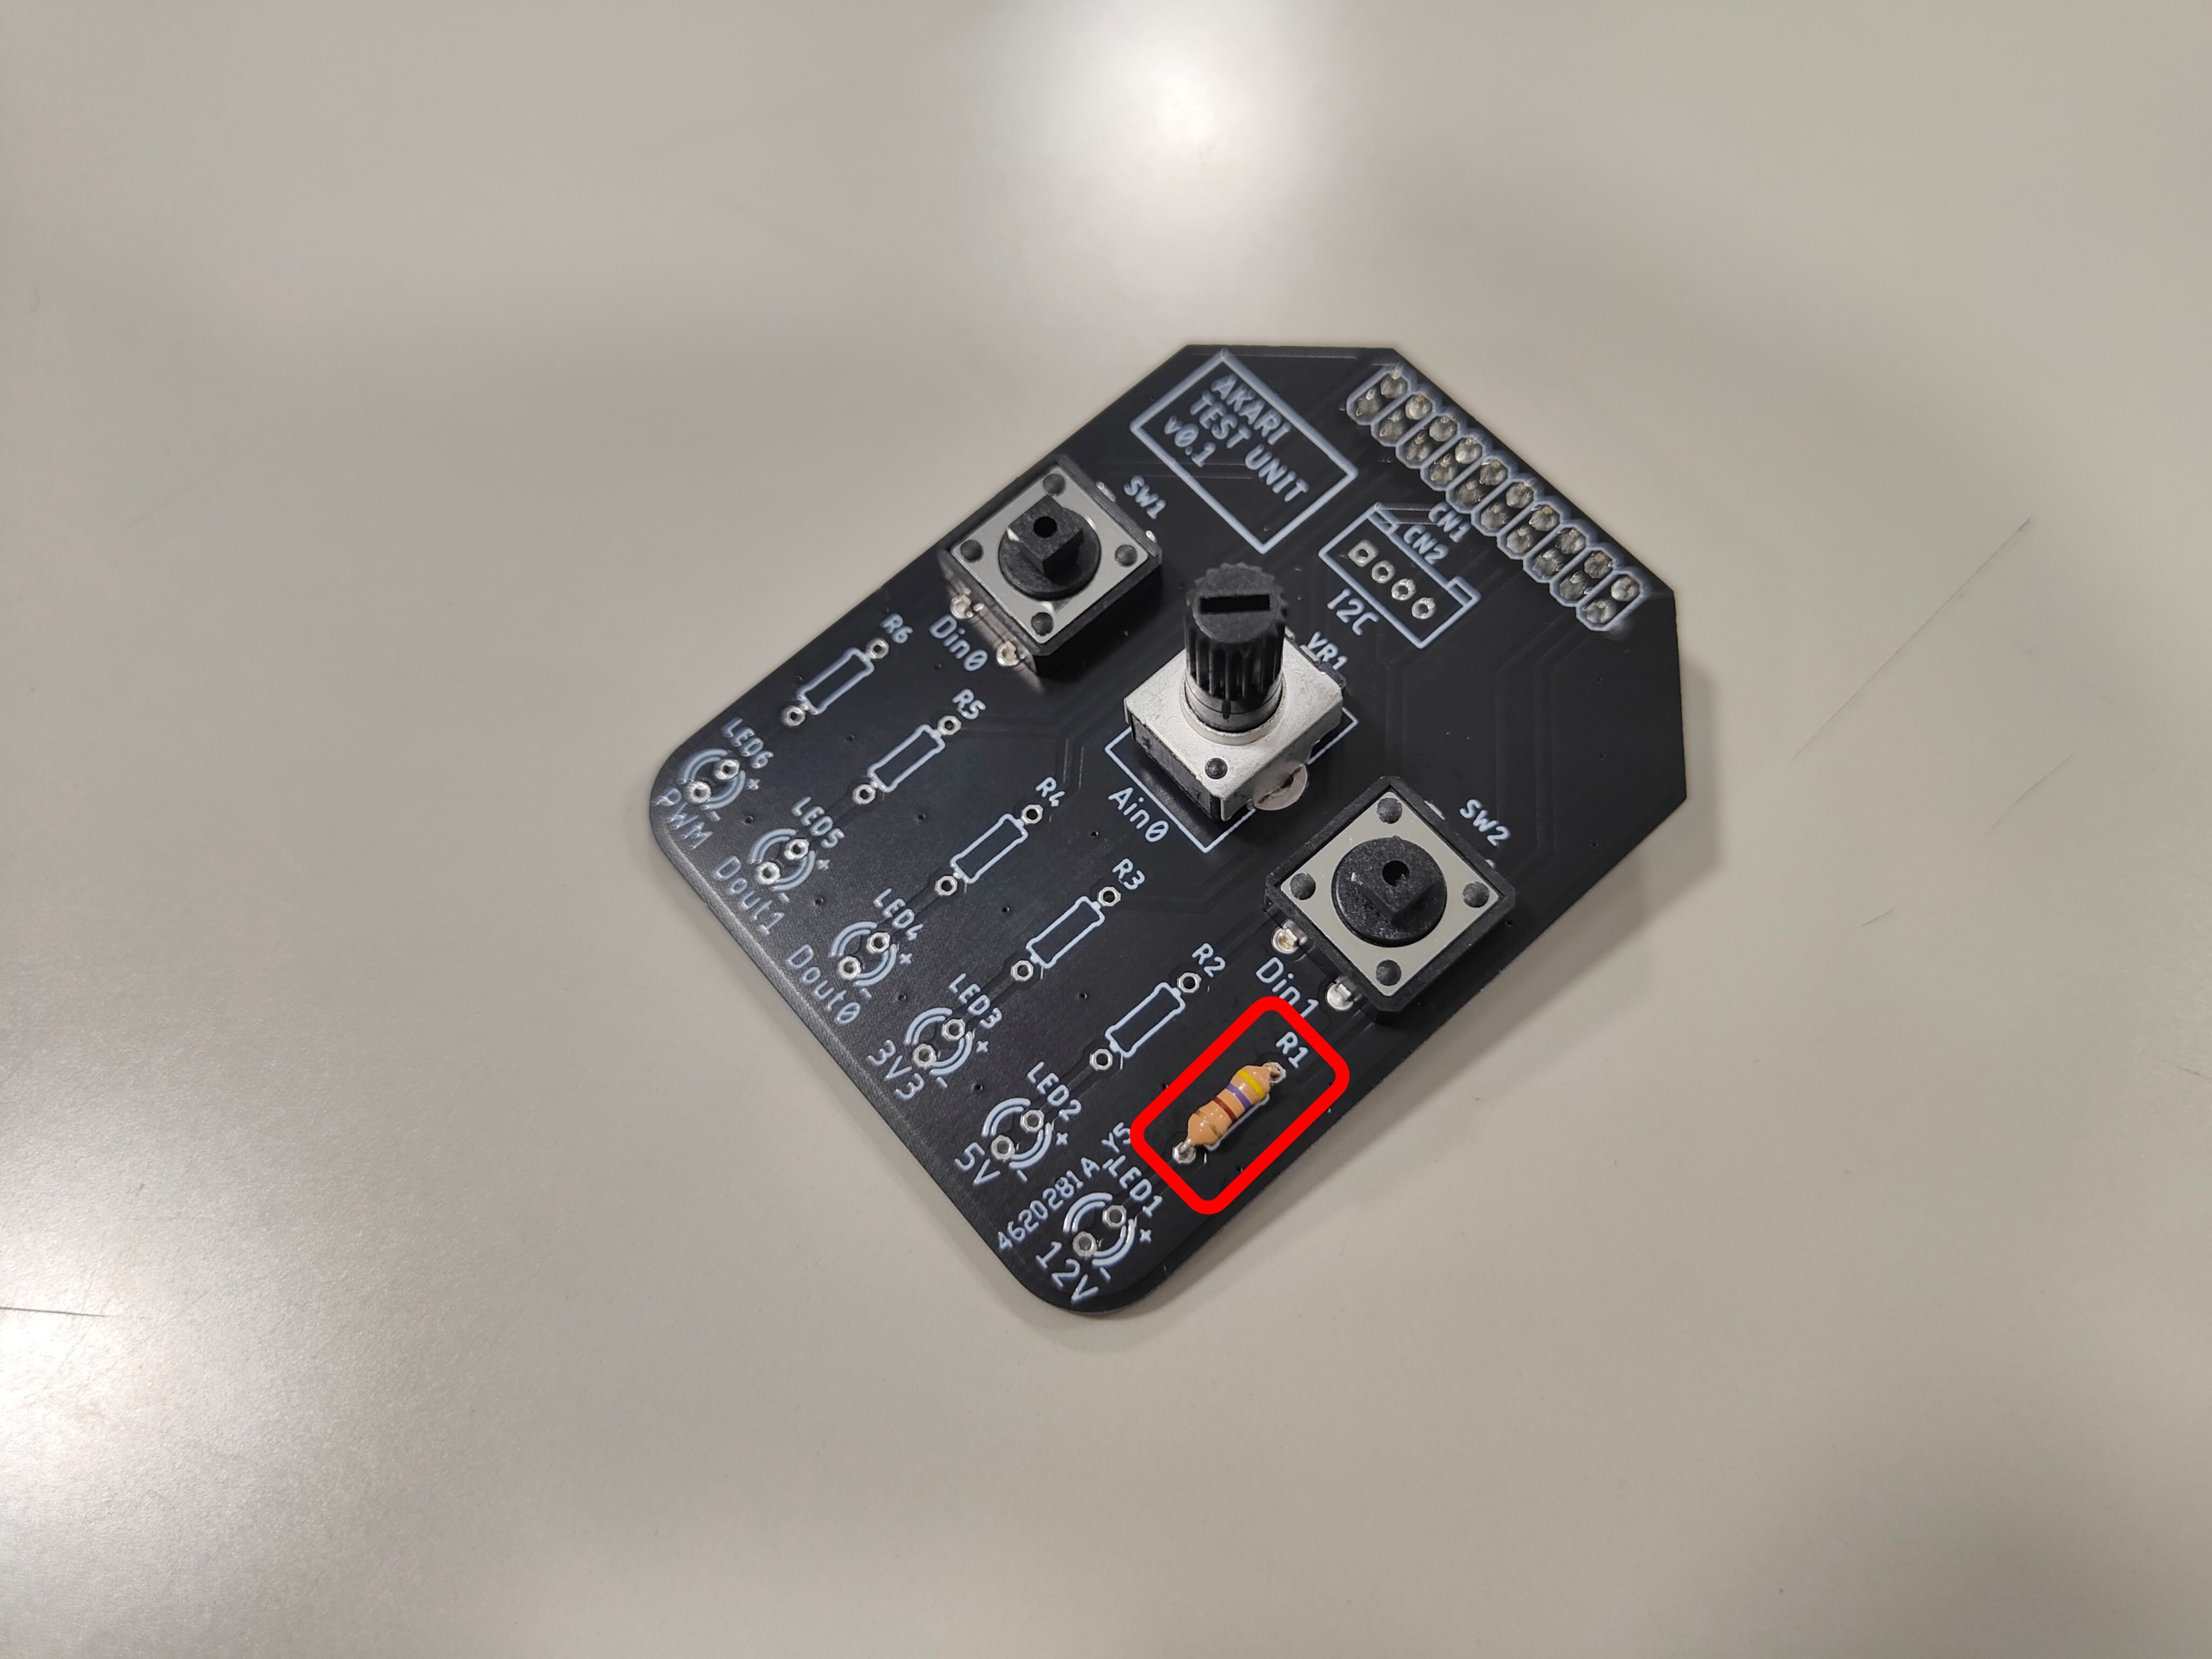 AKARI
TEST UNIT
v0.1
SW1
CN1
CN2
I2C
Din0
VR1
Ain0
SW2
Din1
R6
R5
R4
R3
R2
R1
LED6
PWM
LED5
Dout1
LED4
Dout0
LED3
3V3
LED2
5V
Y5
4620281A
LED1
12V